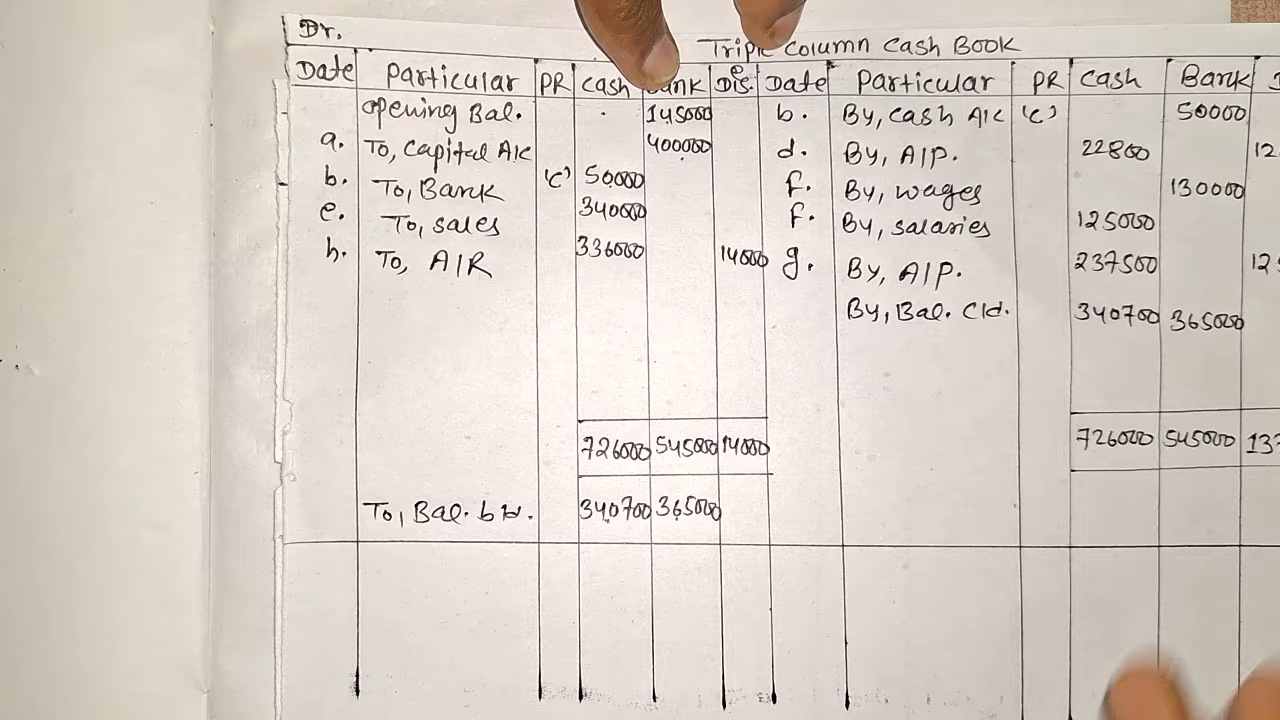 Dr.
Triple Column Cash Book
Date Particular PR Cash Bank Dis. Date Particular PR Cash Bank
Opening Bal. 145000 b. By, Cash A/c 'c' 50000
a. To, Capital A/c 400000 d. By, A/P. 22800 12
b. To, Bank 'c' 50000 f. By, wages 130000
e. To, sales 340000 f. By, salaries 125000
h. To, A/R 336000 14000 g. By, A/P. 237500 12
By, Bal. c/d. 340700 365000
726000 545000 14000 726000 545000 13
To, Bal. b/d. 340700 365000